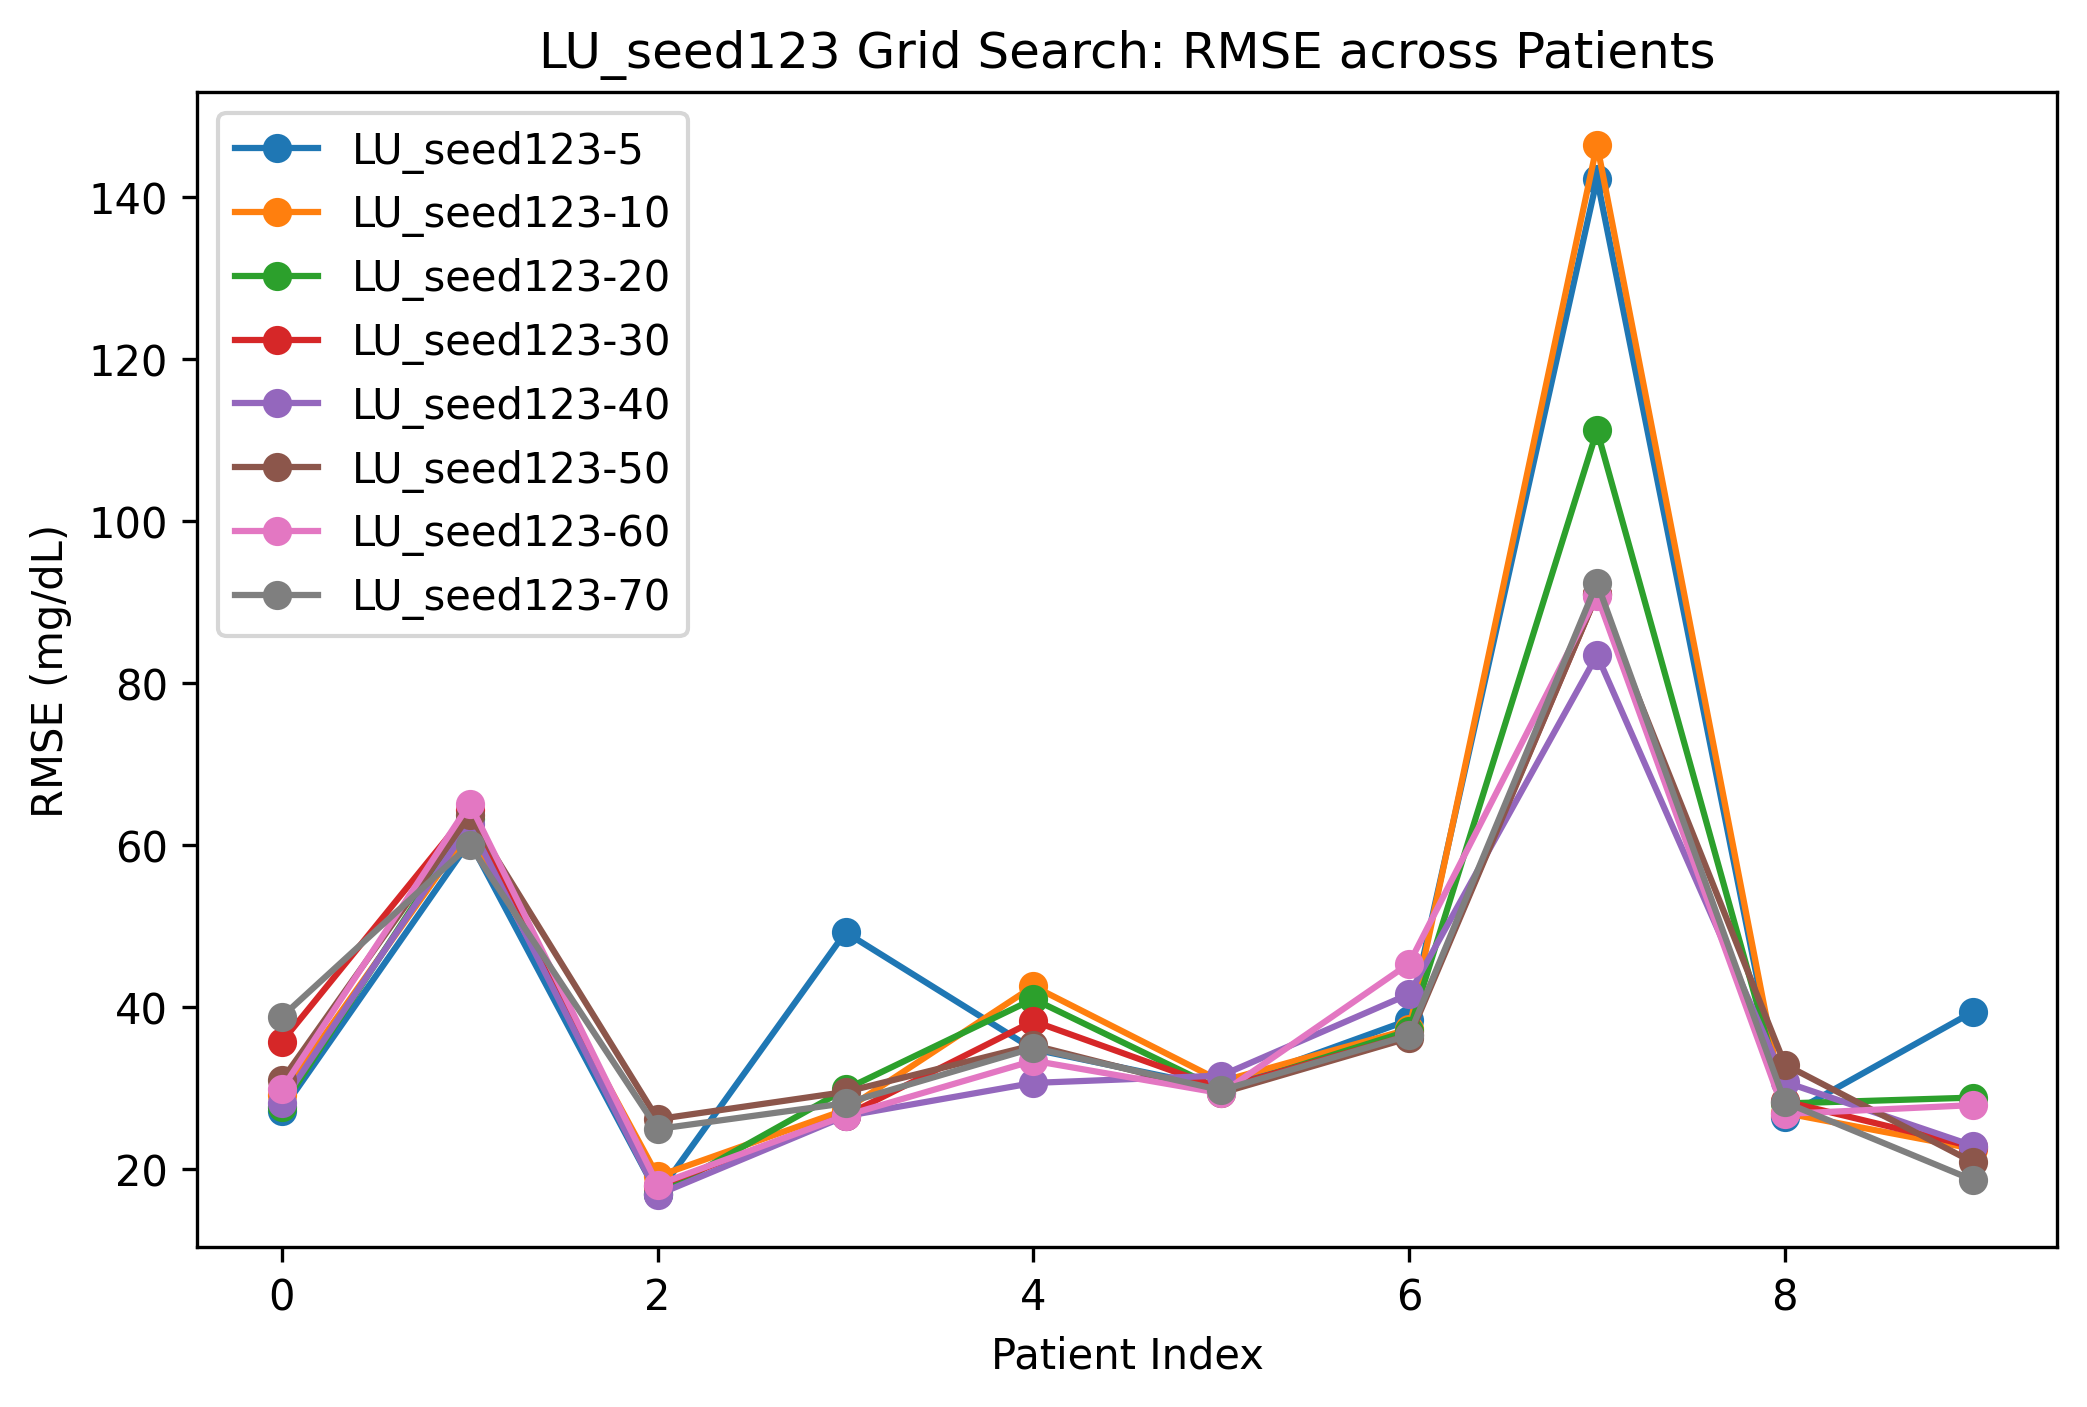 LU_seed123 Grid Search: RMSE across Patients
LU_seed123-5
LU_seed123-10
LU_seed123-20
LU_seed123-30
LU_seed123-40
LU_seed123-50
LU_seed123-60
LU_seed123-70
RMSE (mg/dL)
140
120
100
80
60
40
20
0 2 4 6 8
Patient Index